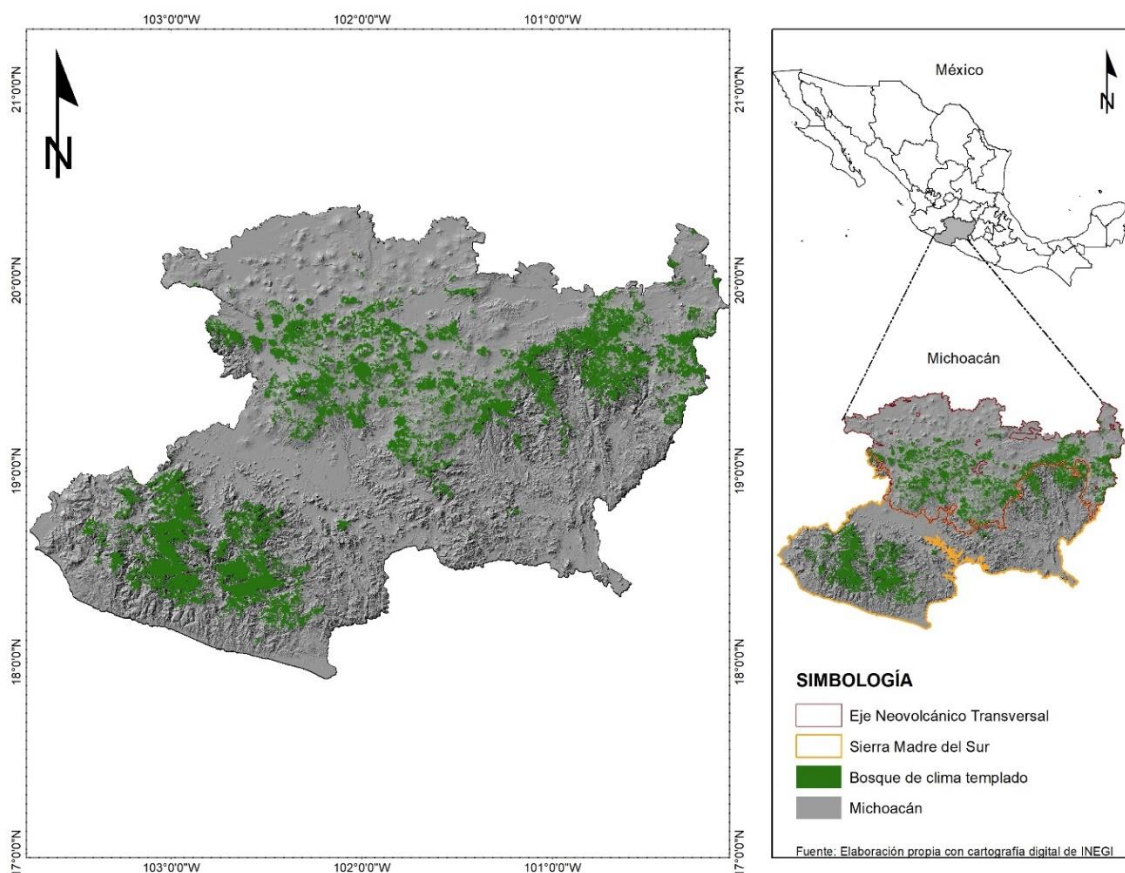 103°0'0"W 102°0'0"W 101°0'0"W
21°0'0"N
20°0'0"N
19°0'0"N
18°0'0"N
17°0'0"N
N
21°0'0"N
20°0'0"N
19°0'0"N
18°0'0"N
17°0'0"N
103°0'0"W 102°0'0"W 101°0'0"W
México
N
Michoacán
SIMBOLOGÍA
Eje Neovolcánico Transversal
Sierra Madre del Sur
Bosque de clima templado
Michoacán
Fuente: Elaboración propia con cartografía digital de INEGI